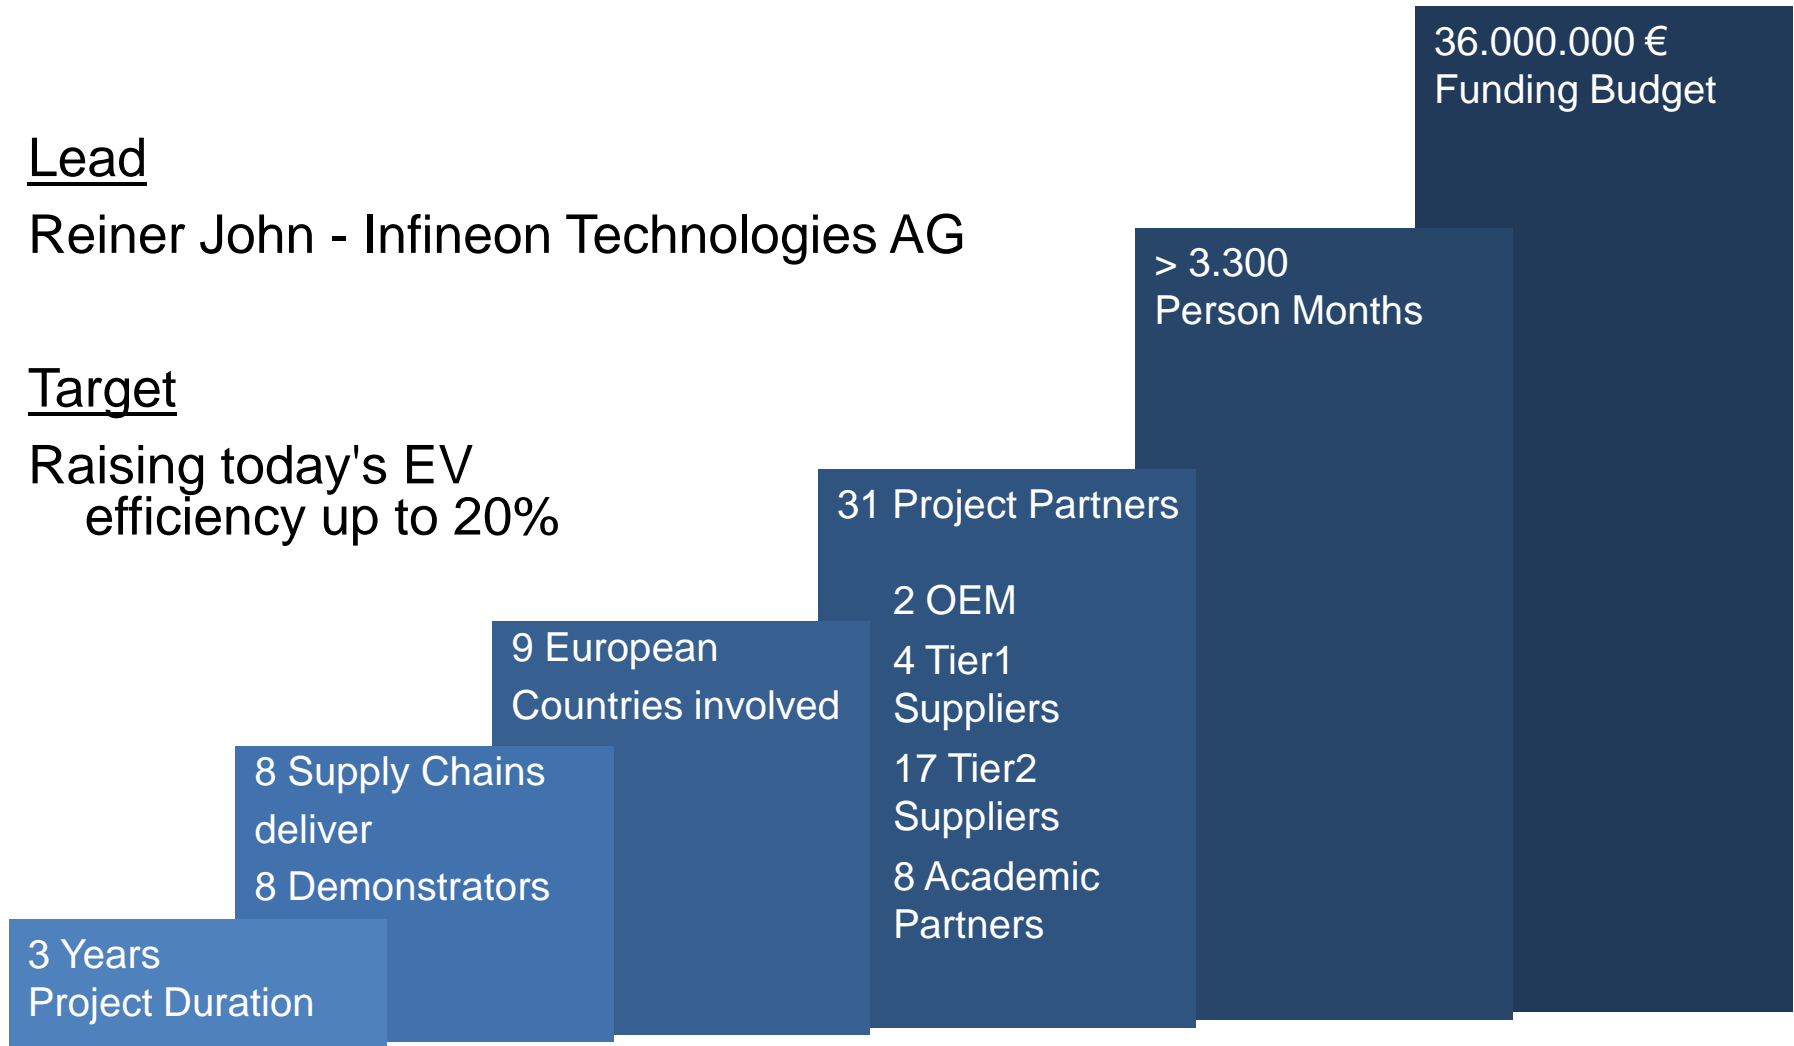 Lead
Reiner John - Infineon Technologies AG
Target
Raising today's EV
efficiency up to 20%
3 Years
Project Duration
8 Supply Chains
deliver
8 Demonstrators
9 European
Countries involved
31 Project Partners
2 OEM
4 Tier1
Suppliers
17 Tier2
Suppliers
8 Academic
Partners
> 3.300
Person Months
36.000.000 €
Funding Budget